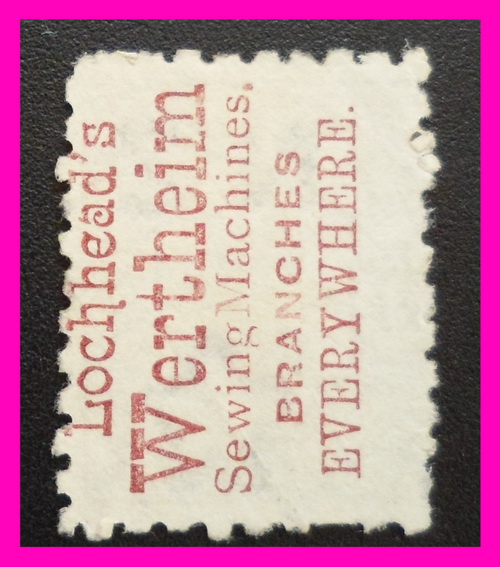 Lochhead's
Wertheim
Sewing Machines,
BRANCHES
EVERYWHERE.